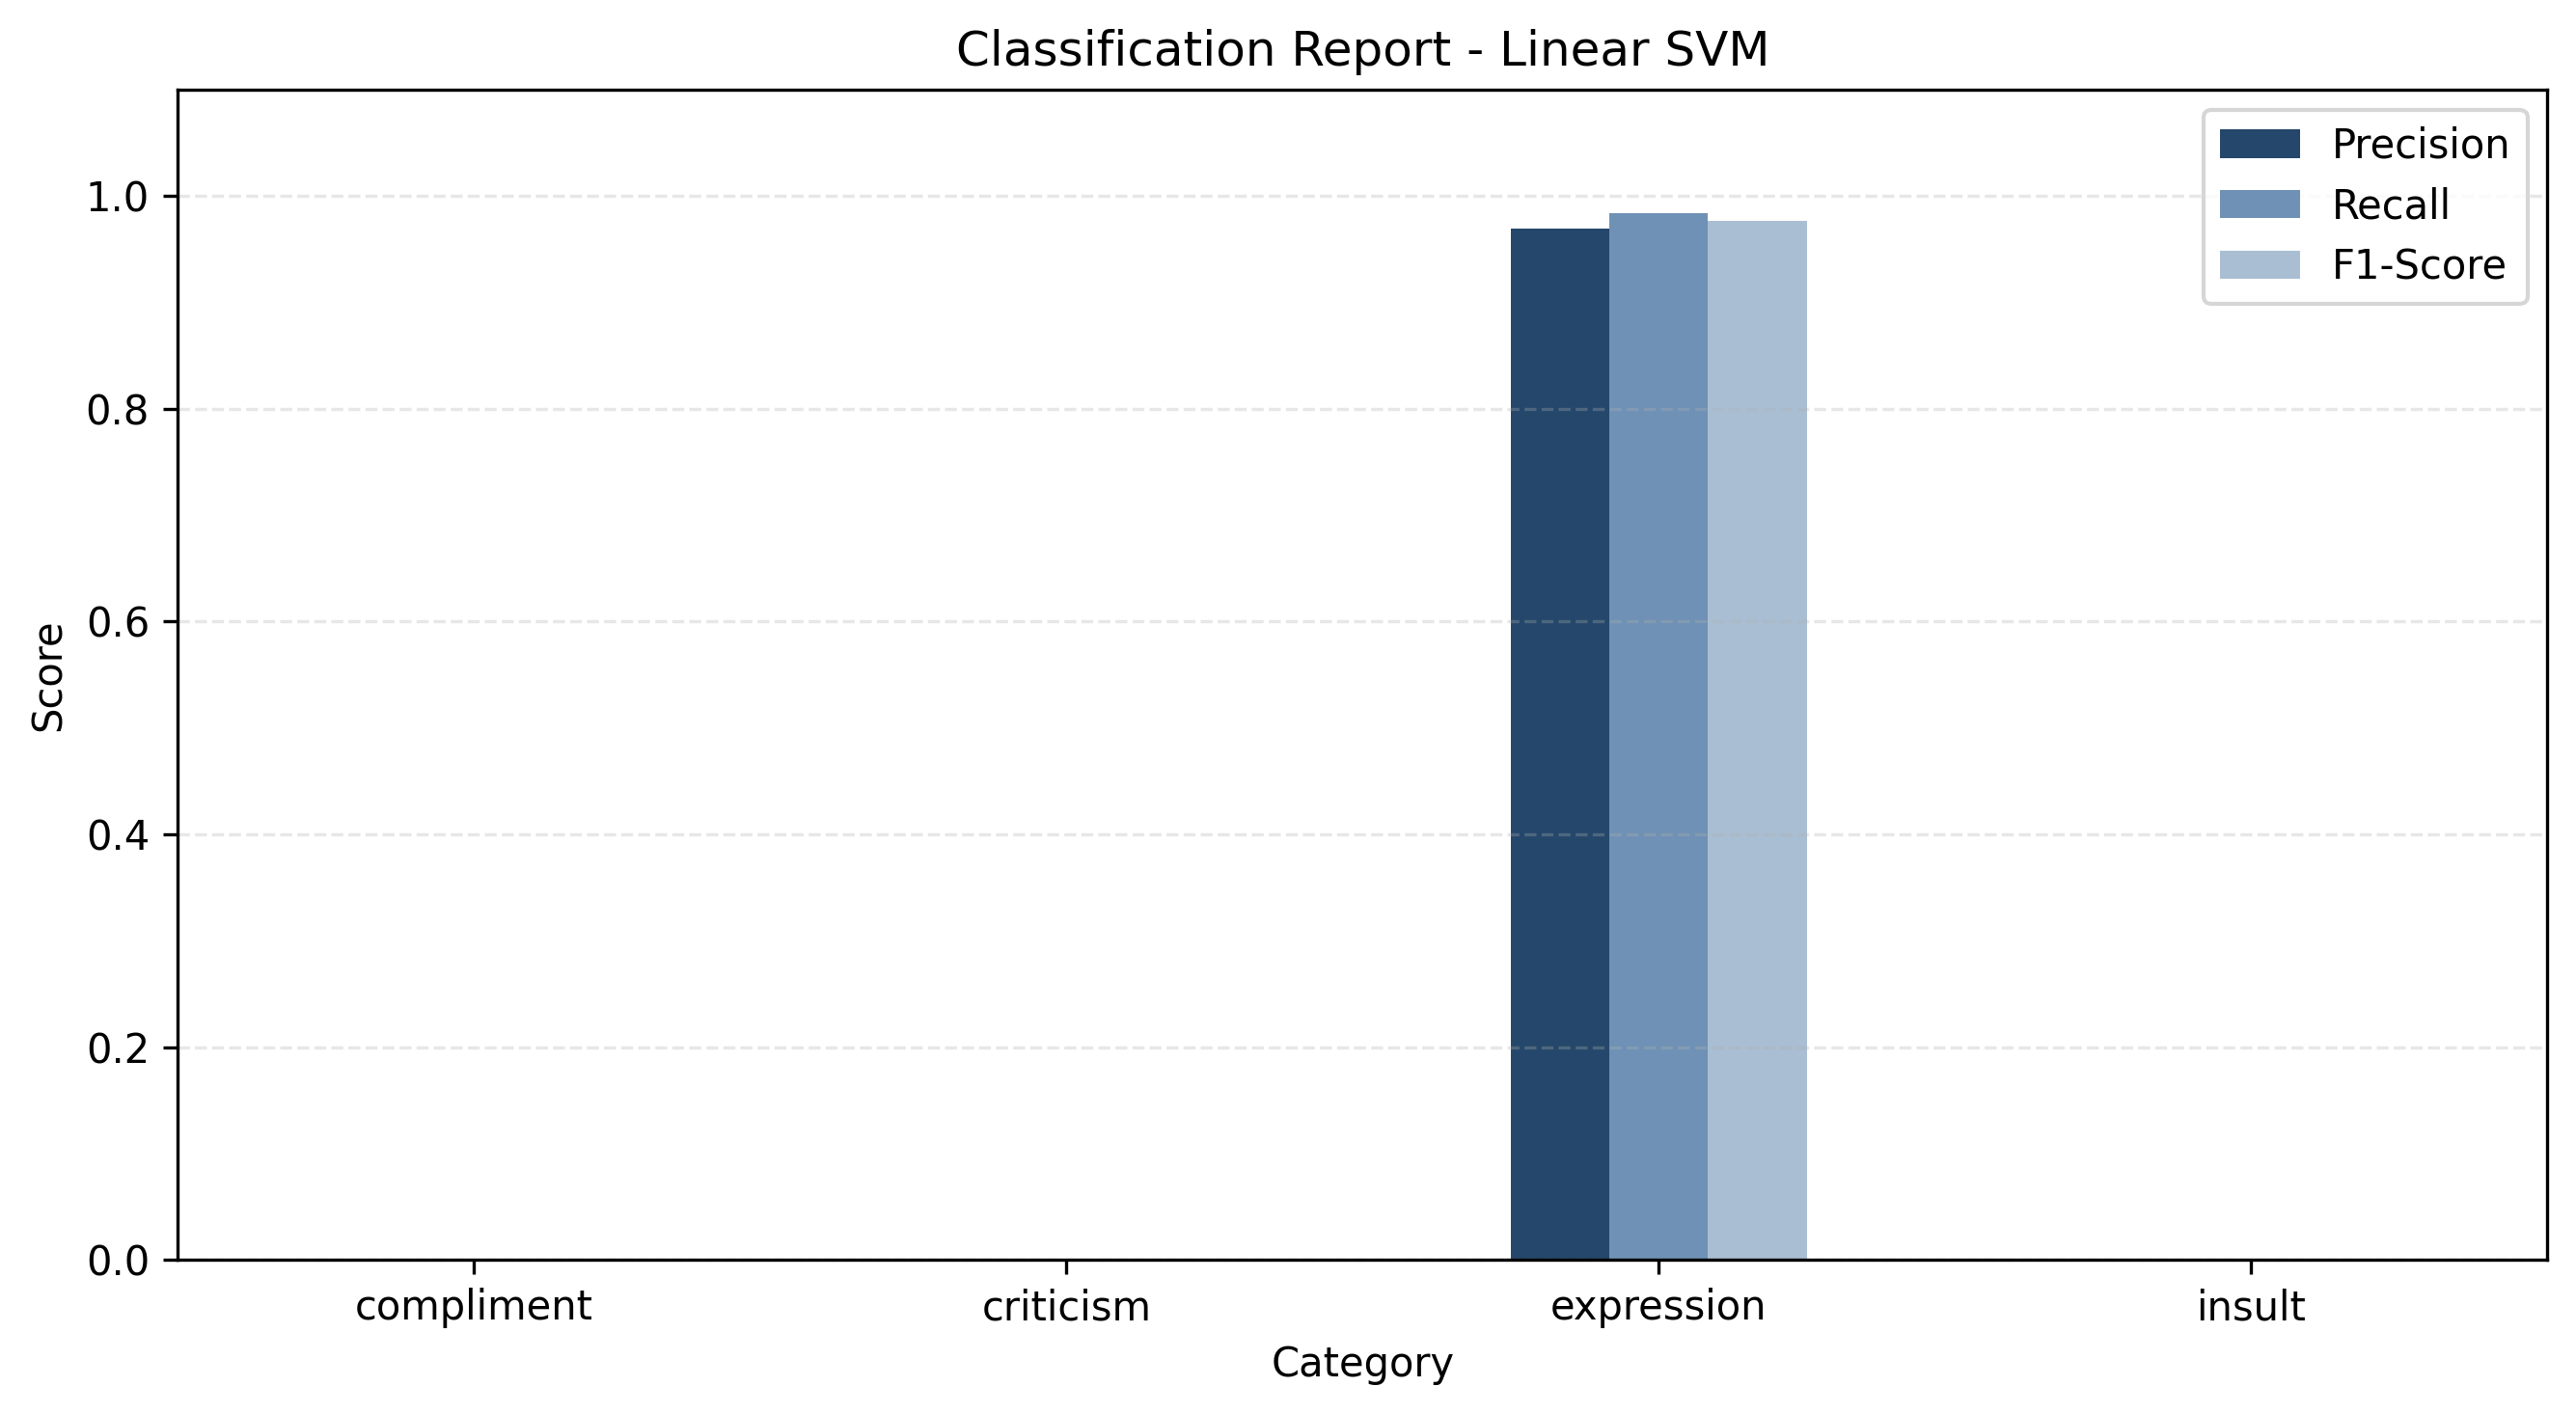 Classification Report - Linear SVM
Precision
Recall
F1-Score
1.0
0.8
0.6
0.4
0.2
0.0
Score
compliment criticism expression insult
Category